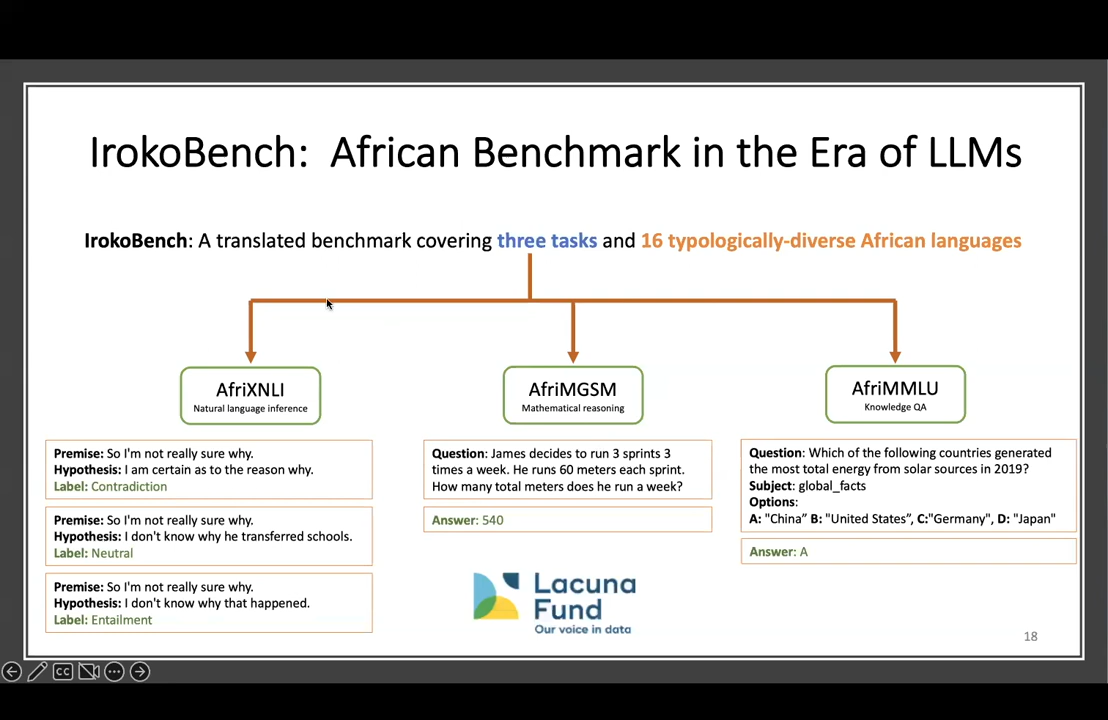 IrokoBench:  African Benchmark in the Era of LLMs
IrokoBench: A translated benchmark covering three tasks and 16 typologically-diverse African languages
AfriXNLI
Natural language inference
Premise: So I'm not really sure why.
Hypothesis: I am certain as to the reason why.
Label: Contradiction
Premise: So I'm not really sure why.
Hypothesis: I don't know why he transferred schools.
Label: Neutral
Premise: So I'm not really sure why.
Hypothesis: I don't know why that happened.
Label: Entailment
AfriMGSM
Mathematical reasoning
Question: James decides to run 3 sprints 3
times a week. He runs 60 meters each sprint.
How many total meters does he run a week?
Answer: 540
AfriMMLU
Knowledge QA
Question: Which of the following countries generated
the most total energy from solar sources in 2019?
Subject: global_facts
Options:
A: "China” B: "United States”, C:"Germany", D: "Japan"
Answer: A
Lacuna
Fund
Our voice in data
18
CC